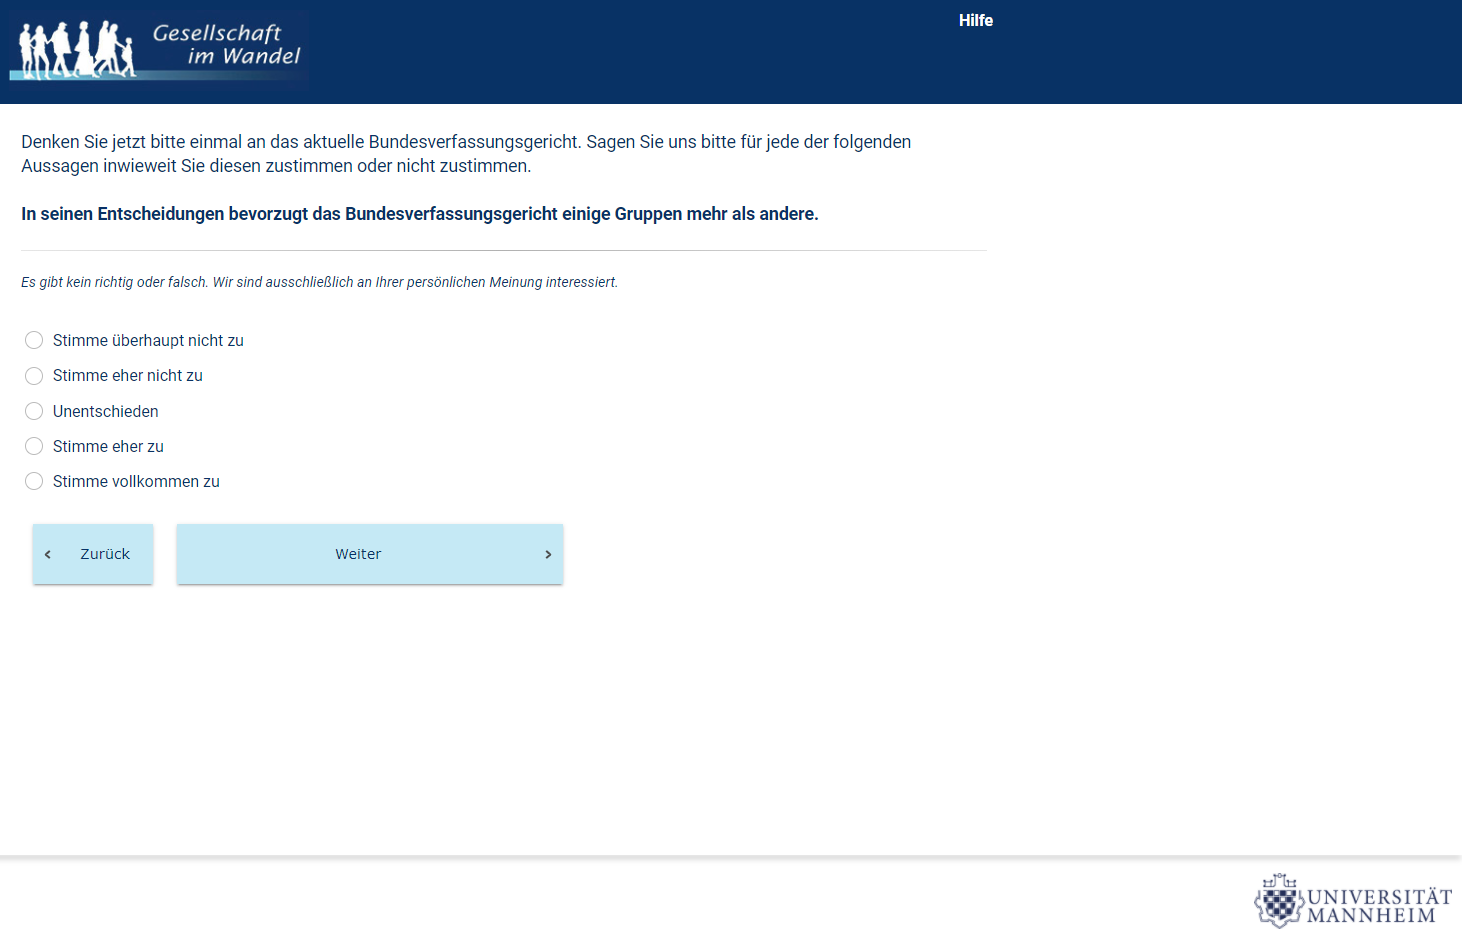 Gesellschaft
im Wandel
Hilfe
Denken Sie jetzt bitte einmal an das aktuelle Bundesverfassungsgericht. Sagen Sie uns bitte für jede der folgenden
Aussagen inwieweit Sie diesen zustimmen oder nicht zustimmen.
In seinen Entscheidungen bevorzugt das Bundesverfassungsgericht einige Gruppen mehr als andere.
Es gibt kein richtig oder falsch. Wir sind ausschließlich an Ihrer persönlichen Meinung interessiert.
Stimme überhaupt nicht zu
Stimme eher nicht zu
Unentschieden
Stimme eher zu
Stimme vollkommen zu
Zurück
Weiter
UNIVERSITÄT
MANNHEIM